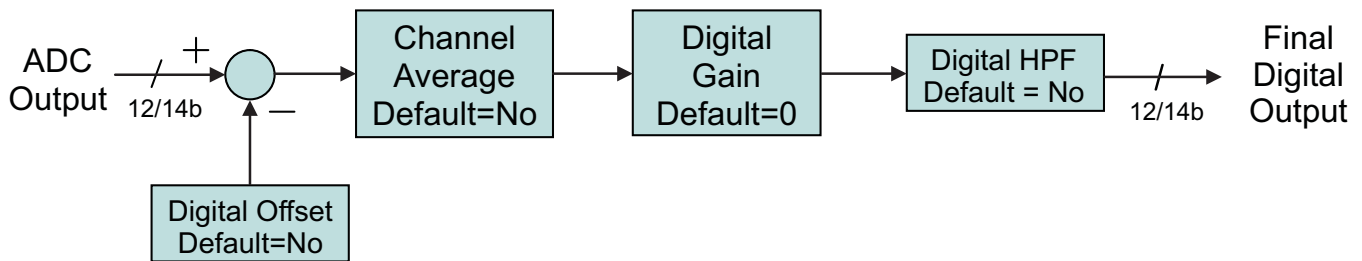 ADC
Output
12/14b
+
−
Digital Offset
Default=No
Channel
Average
Default=No
Digital
Gain
Default=0
Digital HPF
Default = No
12/14b
Final
Digital
Output